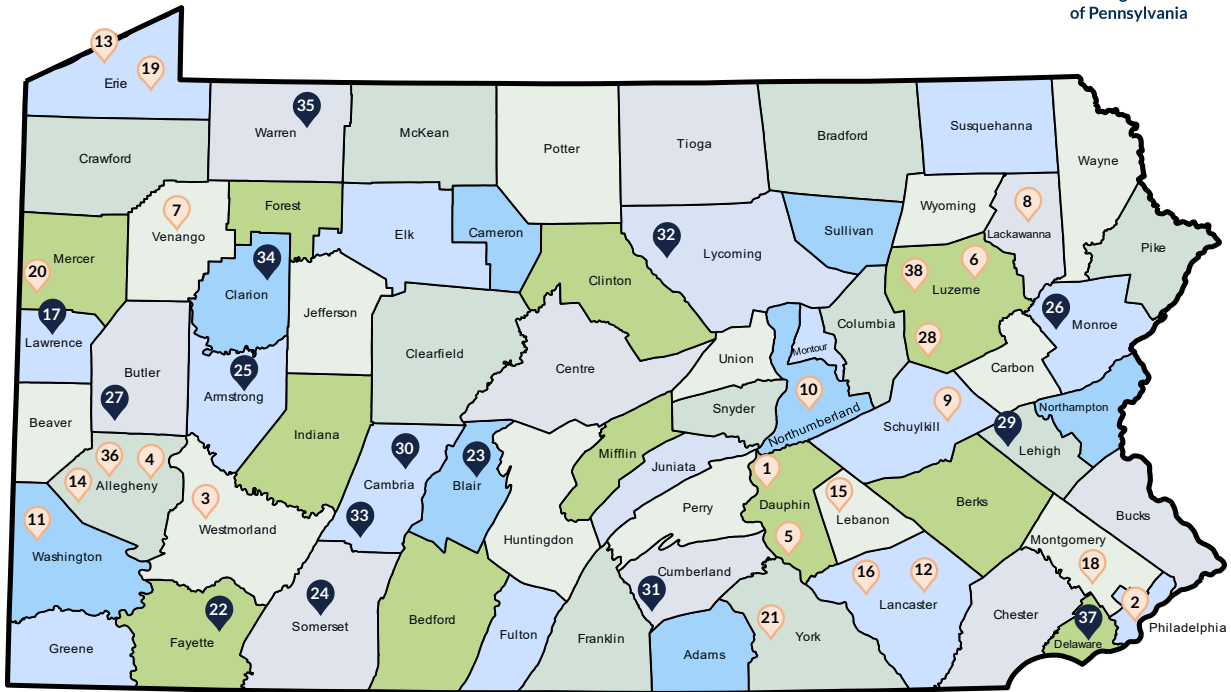 of Pennsylvania
13
19
Erie
35
Warren
McKean
Potter
Tioga
Bradford
Susquehanna
Wayne
Crawford
7
Venango
Forest
Elk
Cameron
32
Lycoming
Sullivan
Wyoming
8
Lackawanna
Pike
20
Mercer
34
Clarion
Jefferson
Clinton
Columbia
38
6
Luzerne
28
26
Monroe
17
Lawrence
27
Butler
25
Armstrong
Clearfield
Centre
Union
Montour
Carbon
Beaver
Indiana
Snyder
10
Northumberland
9
Schuylkill
29
Lehigh
Northampton
36
4
14
Allegheny
3
Westmorland
30
Cambria
33
23
Blair
Mifflin
Juniata
1
Dauphin
5
15
Lebanon
Berks
Bucks
11
Washington
Huntingdon
Perry
Cumberland
31
16
12
Lancaster
Montgomery
18
2
Philadelphia
Greene
22
Fayette
24
Somerset
Bedford
Fulton
Franklin
Adams
21
York
Chester
37
Delaware